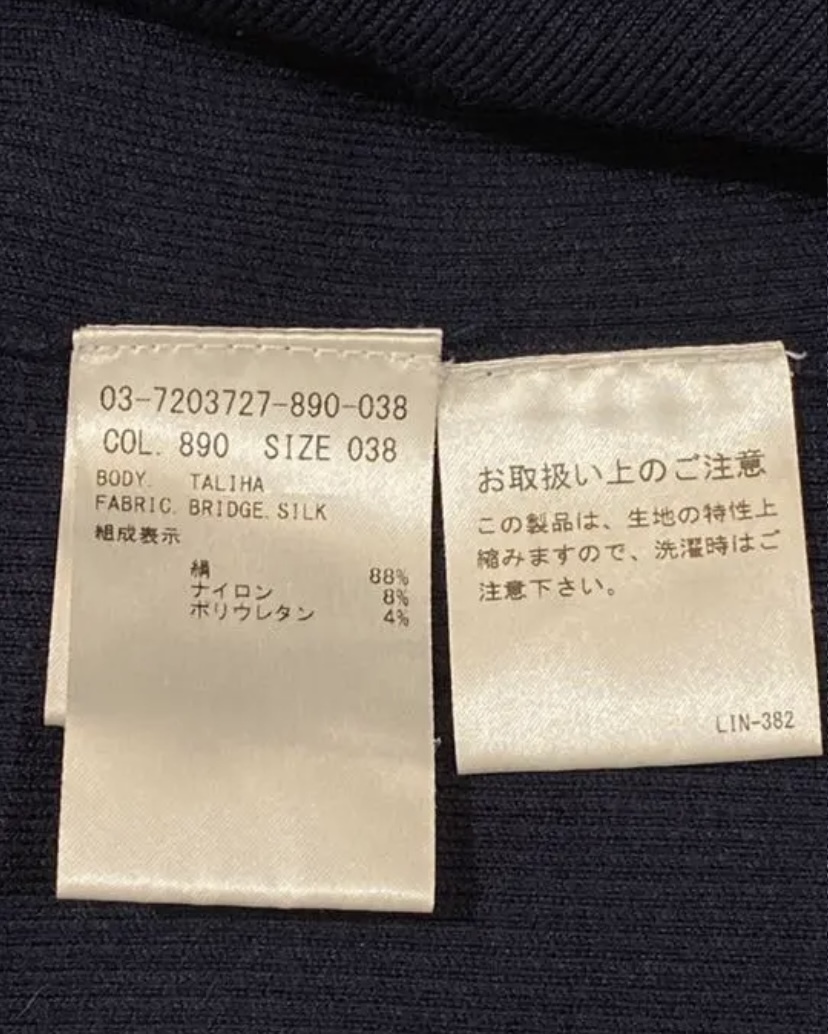 03-7203727-890-038
COL. 890 SIZE 038
BODY. TALIHA
FABRIC. BRIDGE.SILK
組成表示
絹 88%
ナイロン 8%
ポリウレタン 4%
お取扱い上のご注意
この製品は、生地の特性上
縮みますので、洗濯時はご
注意下さい。
LIN-382